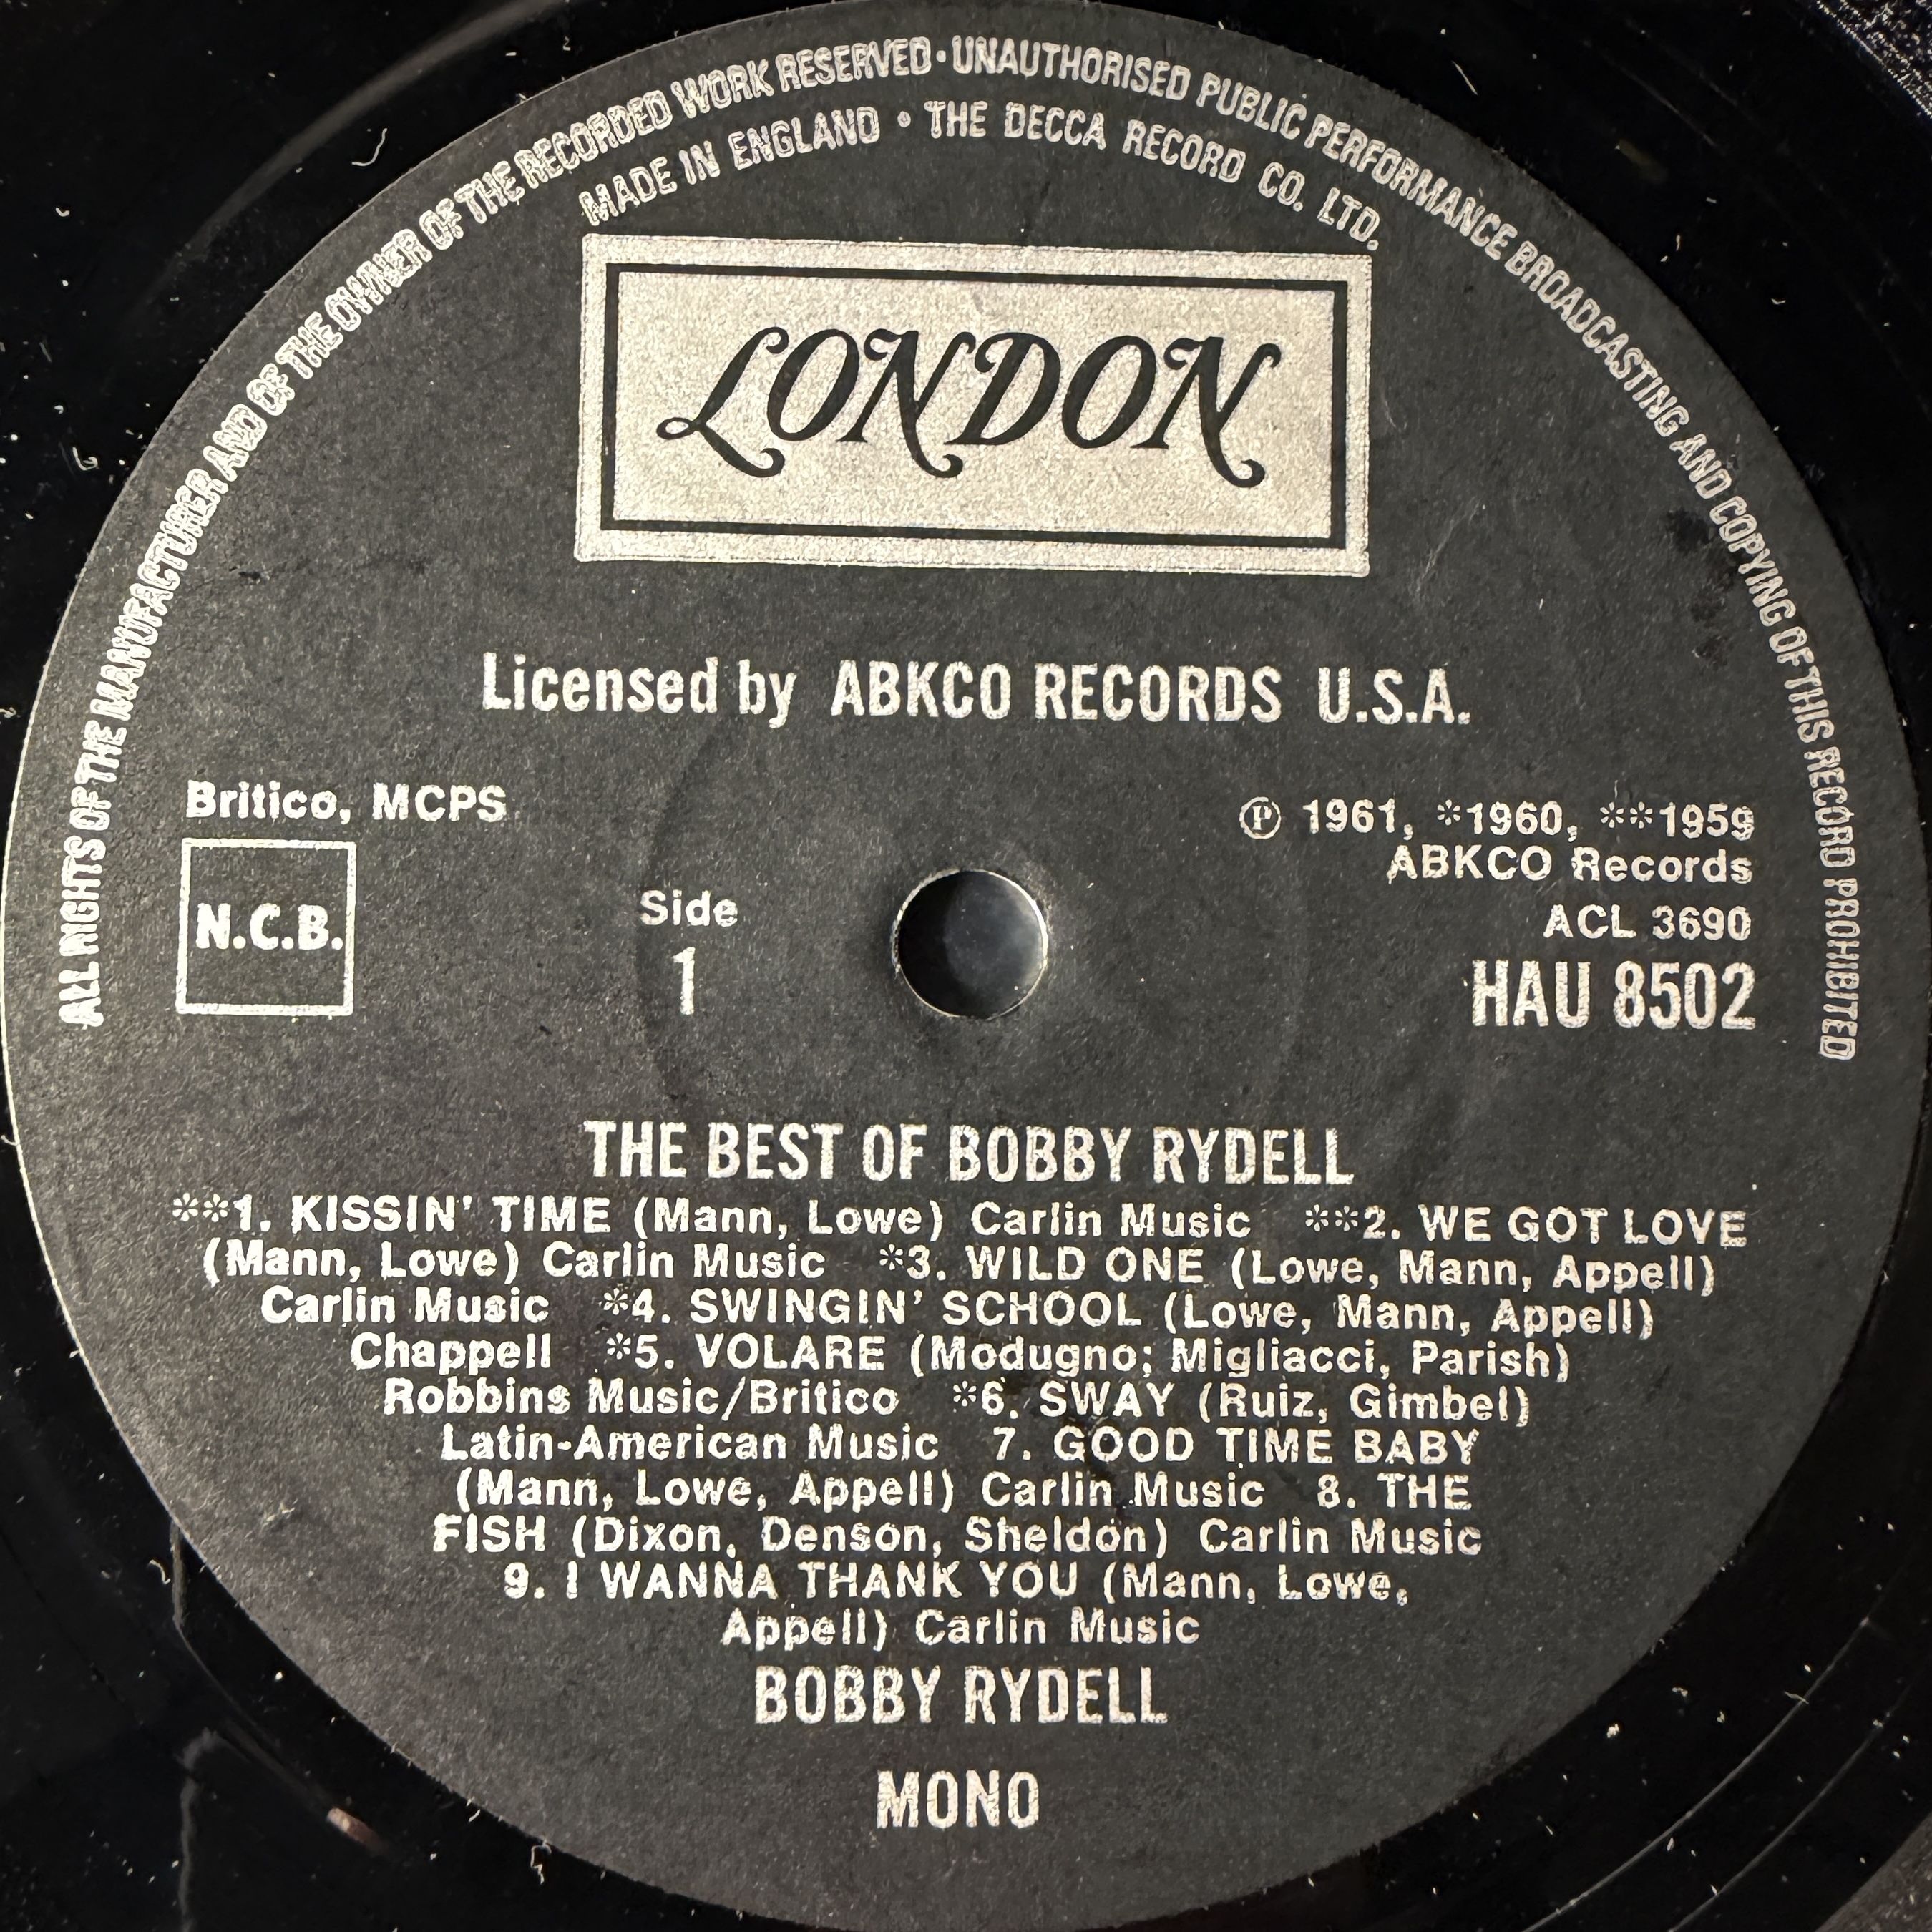 ALL RIGHTS OF THE MANUFACTURER AND OF THE OWNER OF THE RECORDED WORK RESERVED · UNAUTHORISED PUBLIC PERFORMANCE BROADCASTING AND COPYING OF THIS RECORD PROHIBITED
MADE IN ENGLAND · THE DECCA RECORD CO. LTD.
LONDON
Licensed by ABKCO RECORDS U.S.A.
Britico, MCPS
N.C.B.
Side
1
℗ 1961, *1960, **1959
ABKCO Records
ACL 3690
HAU 8502
THE BEST OF BOBBY RYDELL
**1. KISSIN' TIME (Mann, Lowe) Carlin Music **2. WE GOT LOVE
(Mann, Lowe) Carlin Music *3. WILD ONE (Lowe, Mann, Appell)
Carlin Music *4. SWINGIN' SCHOOL (Lowe, Mann, Appell)
Chappell *5. VOLARE (Modugno; Migliacci, Parish)
Robbins Music/Britico *6. SWAY (Ruiz, Gimbel)
Latin-American Music 7. GOOD TIME BABY
(Mann, Lowe, Appell) Carlin Music 8. THE
FISH (Dixon, Denson, Sheldon) Carlin Music
9. I WANNA THANK YOU (Mann, Lowe,
Appell) Carlin Music
BOBBY RYDELL
MONO